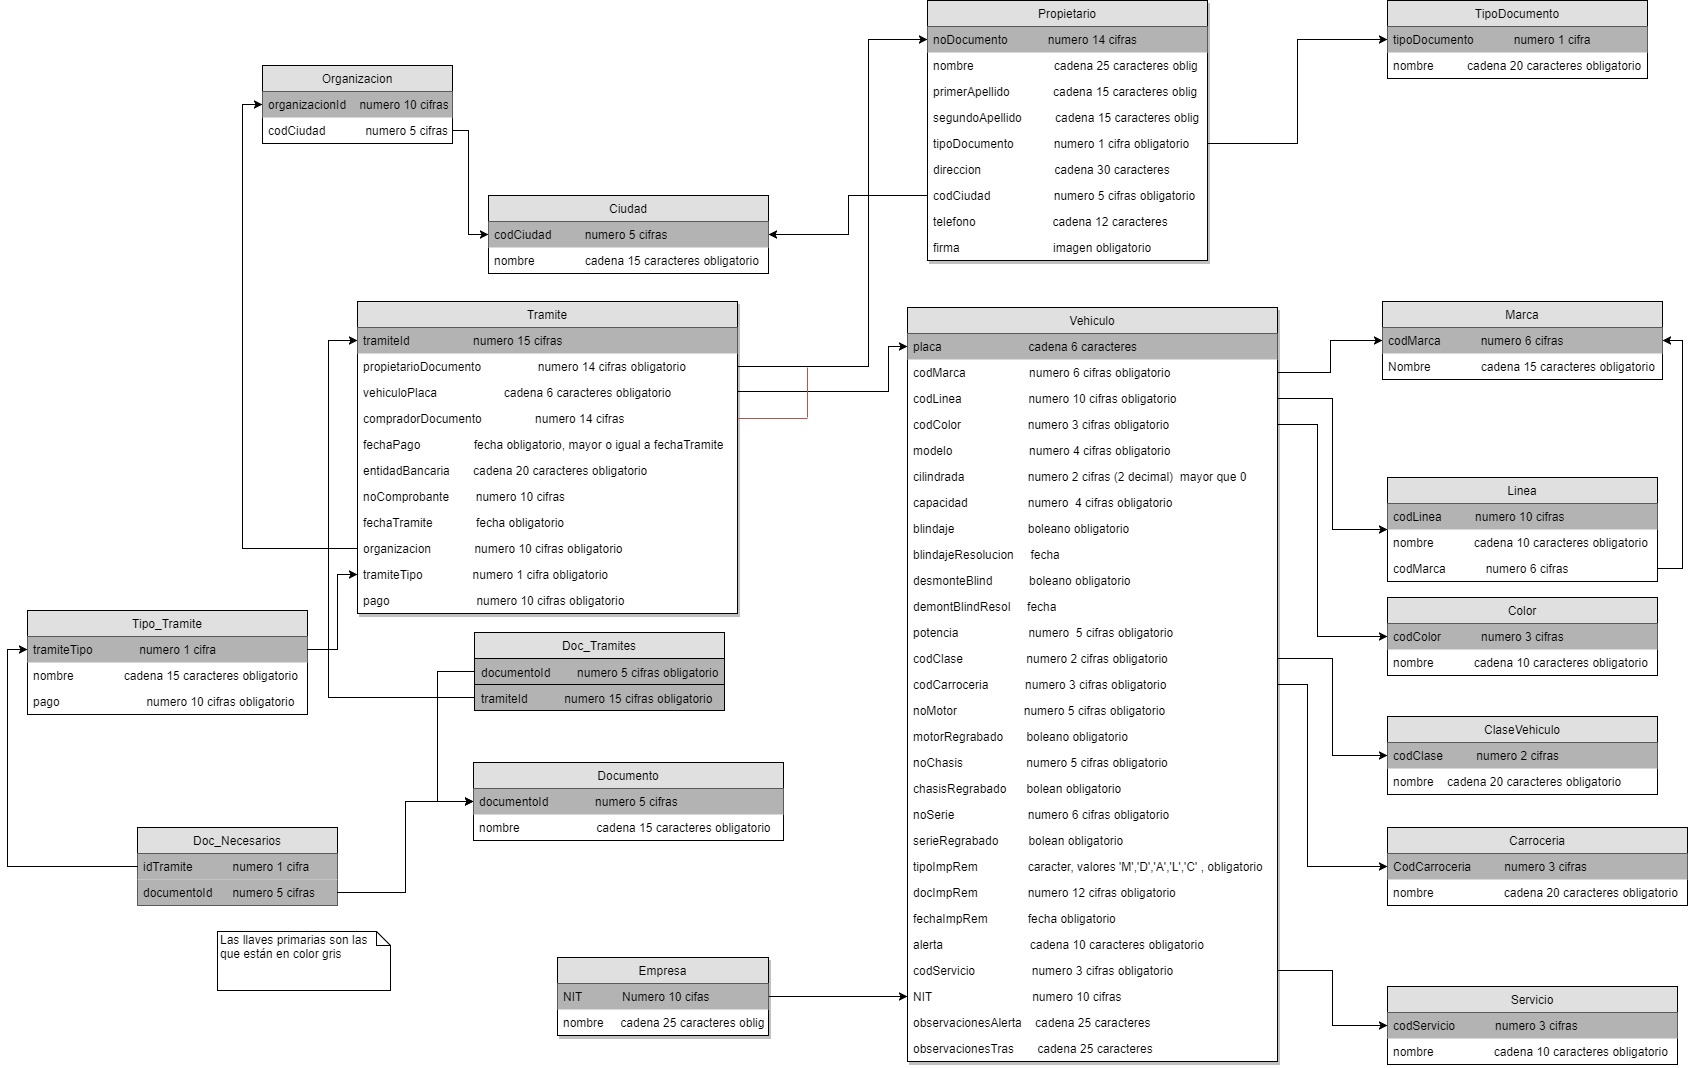 Propietario
noDocumento numero 14 cifras
nombre cadena 25 caracteres oblig
primerApellido cadena 15 caracteres oblig
segundoApellido cadena 15 caracteres oblig
tipoDocumento numero 1 cifra obligatorio
direccion cadena 30 caracteres
codCiudad numero 5 cifras obligatorio
telefono cadena 12 caracteres
firma imagen obligatorio
TipoDocumento
tipoDocumento numero 1 cifra
nombre cadena 20 caracteres obligatorio
Organizacion
organizacionId numero 10 cifras
codCiudad numero 5 cifras
Ciudad
codCiudad numero 5 cifras
nombre cadena 15 caracteres obligatorio
Tramite
tramiteId numero 15 cifras
propietarioDocumento numero 14 cifras obligatorio
vehiculoPlaca cadena 6 caracteres obligatorio
compradorDocumento numero 14 cifras
fechaPago fecha obligatorio, mayor o igual a fechaTramite
entidadBancaria cadena 20 caracteres obligatorio
noComprobante numero 10 cifras
fechaTramite fecha obligatorio
organizacion numero 10 cifras obligatorio
tramiteTipo numero 1 cifra obligatorio
pago numero 10 cifras obligatorio
Vehiculo
placa cadena 6 caracteres
codMarca numero 6 cifras obligatorio
codLinea numero 10 cifras obligatorio
codColor numero 3 cifras obligatorio
modelo numero 4 cifras obligatorio
cilindrada numero 2 cifras (2 decimal) mayor que 0
capacidad numero 4 cifras obligatorio
blindaje boleano obligatorio
blindajeResolucion fecha
desmonteBlind boleano obligatorio
demontBlindResol fecha
potencia numero 5 cifras obligatorio
codClase numero 2 cifras obligatorio
codCarroceria numero 3 cifras obligatorio
noMotor numero 5 cifras obligatorio
motorRegrabado boleano obligatorio
noChasis numero 5 cifras obligatorio
chasisRegrabado bolean obligatorio
noSerie numero 6 cifras obligatorio
serieRegrabado bolean obligatorio
tipoImpRem caracter, valores 'M','D','A','L','C' , obligatorio
docImpRem numero 12 cifras obligatorio
fechaImpRem fecha obligatorio
alerta cadena 10 caracteres obligatorio
codServicio numero 3 cifras obligatorio
NIT numero 10 cifras
observacionesAlerta cadena 25 caracteres
observacionesTras cadena 25 caracteres
Marca
codMarca numero 6 cifras
Nombre cadena 15 caracteres obligatorio
Linea
codLinea numero 10 cifras
nombre cadena 10 caracteres obligatorio
codMarca numero 6 cifras
Color
codColor numero 3 cifras
nombre cadena 10 caracteres obligatorio
ClaseVehiculo
codClase numero 2 cifras
nombre cadena 20 caracteres obligatorio
Carroceria
CodCarroceria numero 3 cifras
nombre cadena 20 caracteres obligatorio
Servicio
codServicio numero 3 cifras
nombre cadena 10 caracteres obligatorio
Tipo_Tramite
tramiteTipo numero 1 cifra
nombre cadena 15 caracteres obligatorio
pago numero 10 cifras obligatorio
Doc_Tramites
documentoId numero 5 cifras obligatorio
tramiteId numero 15 cifras obligatorio
Documento
documentoId numero 5 cifras
nombre cadena 15 caracteres obligatorio
Doc_Necesarios
idTramite numero 1 cifra
documentoId numero 5 cifras
Las llaves primarias son las
que están en color gris
Empresa
NIT Numero 10 cifas
nombre cadena 25 caracteres oblig